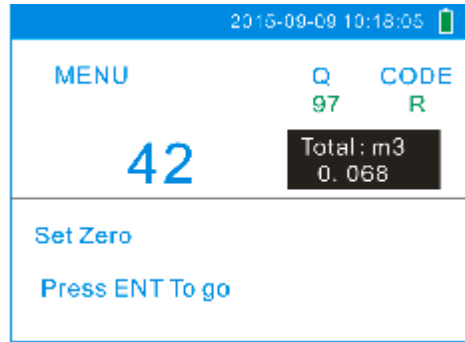 2015-09-09 10:18:05
MENU Q CODE
97 R
42 Total: m3
0. 068
Set Zero
Press ENT To go